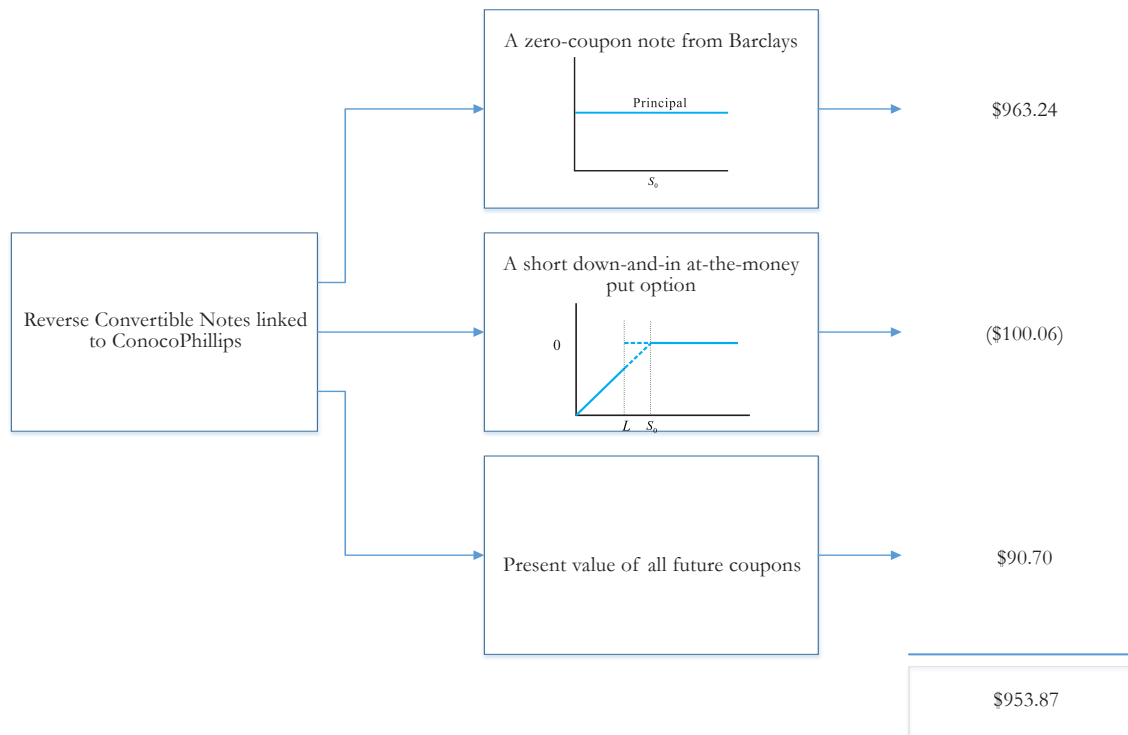 A zero-coupon note from Barclays
Principal
S₀
$963.24
Reverse Convertible Notes linked
to ConocoPhillips
A short down-and-in at-the-money
put option
0
L S₀
($100.06)
Present value of all future coupons
$90.70
$953.87